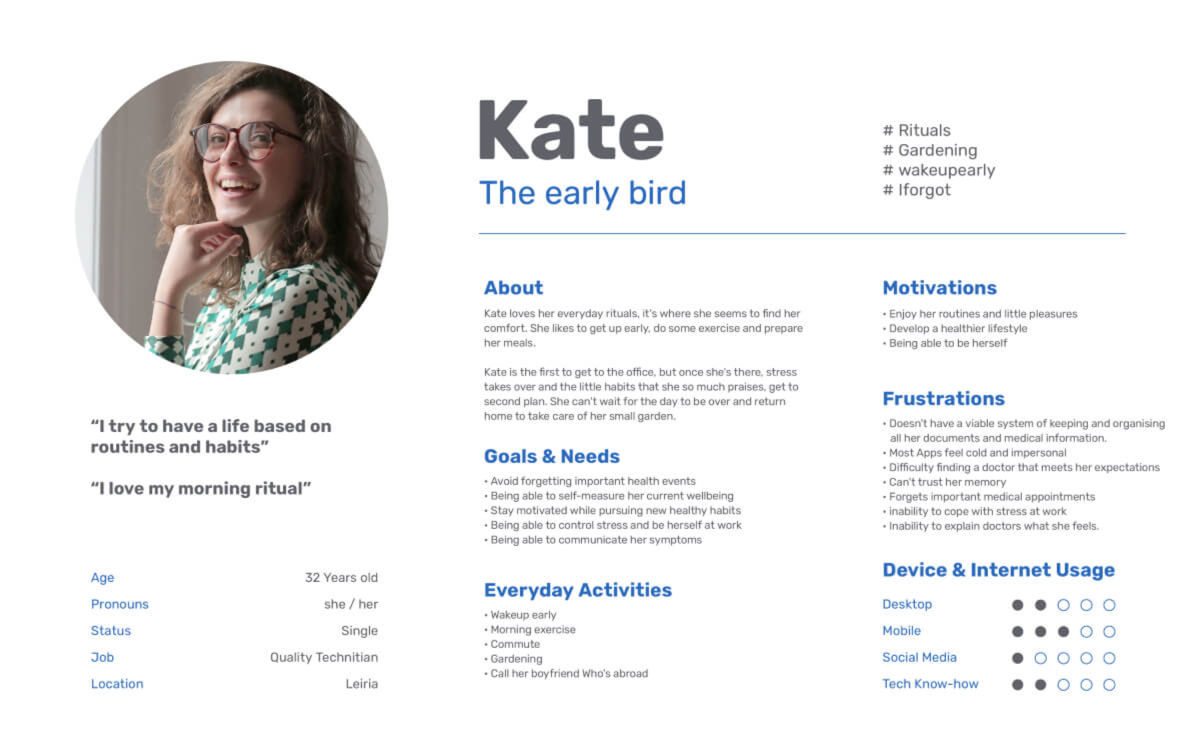 Kate
The early bird
# Rituals
# Gardening
# wakeupearly
# Iforgot
“I try to have a life based on
routines and habits”
“I love my morning ritual”
Age 32 Years old
Pronouns she / her
Status Single
Job Quality Technitian
Location Leiria
About
Kate loves her everyday rituals, it's where she seems to find her
comfort. She likes to get up early, do some exercise and prepare
her meals.
Kate is the first to get to the office, but once she's there, stress
takes over and the little habits that she so much praises, get to
second plan. She can't wait for the day to be over and return
home to take care of her small garden.
Goals & Needs
• Avoid forgetting important health events
• Being able to self-measure her current wellbeing
• Stay motivated while pursuing new healthy habits
• Being able to control stress and be herself at work
• Being able to communicate her symptoms
Everyday Activities
• Wakeup early
• Morning exercise
• Commute
• Gardening
• Call her boyfriend Who's abroad
Motivations
• Enjoy her routines and little pleasures
• Develop a healthier lifestyle
• Being able to be herself
Frustrations
• Doesn't have a viable system of keeping and organising
all her documents and medical information.
• Most Apps feel cold and impersonal
• Difficulty finding a doctor that meets her expectations
• Can't trust her memory
• Forgets important medical appointments
• inability to cope with stress at work
• Inability to explain doctors what she feels.
Device & Internet Usage
Desktop
Mobile
Social Media
Tech Know-how